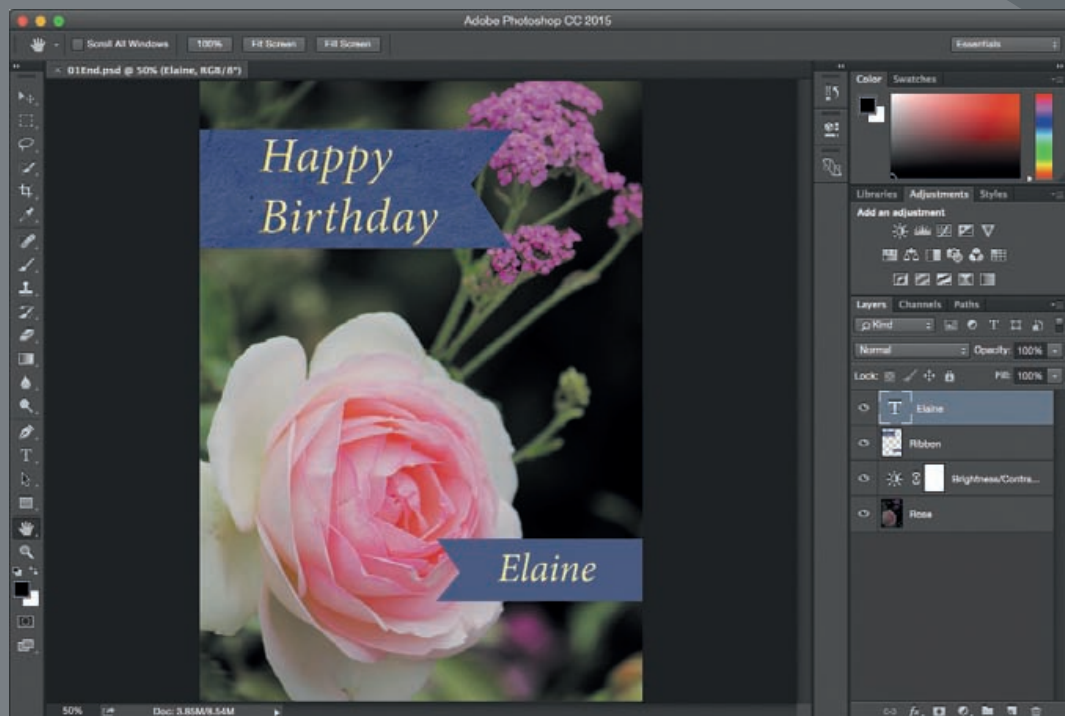 Adobe Photoshop CC 2015
Scroll All Windows 100% Fit Screen Fill Screen Essentials
× 01End.psd @ 50% (Elaine, RGB/8*)
Happy
Birthday
Elaine
50% Doc: 3.85M/8.54M
Color Swatches
Libraries Adjustments Styles
Add an adjustment
Layers Channels Paths
Kind
Normal Opacity: 100%
Lock: Fill: 100%
Elaine
Ribbon
Brightness/Contra...
Rose